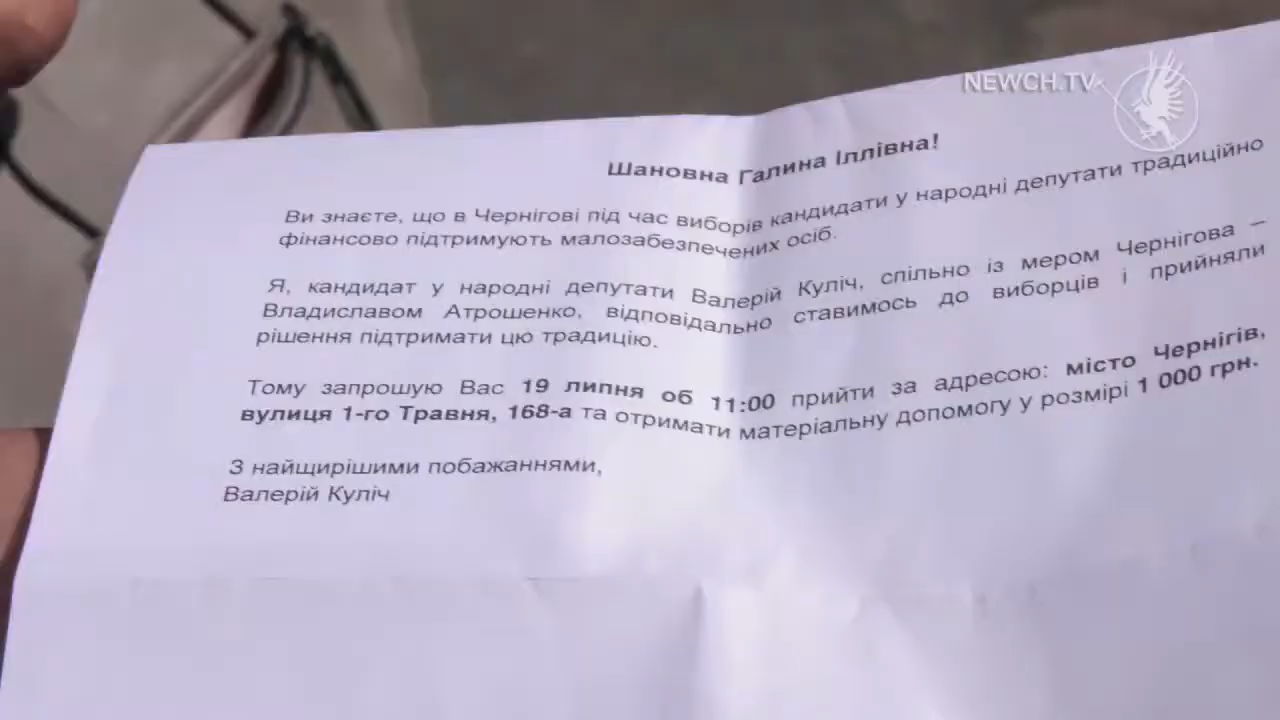 NEWCH.TV
Шановна Галина Іллівна!
Ви знаєте, що в Чернігові під час виборів кандидати у народні депутати традиційно
фінансово підтримують малозабезпечених осіб.
Я, кандидат у народні депутати Валерій Куліч, спільно із мером Чернігова –
Владиславом Атрошенко, відповідально ставимось до виборців і прийняли
рішення підтримати цю традицію.
Тому запрошую Вас 19 липня об 11:00 прийти за адресою: місто Чернігів,
вулиця 1-го Травня, 168-а та отримати матеріальну допомогу у розмірі 1 000 грн.
З найщирішими побажаннями,
Валерій Куліч